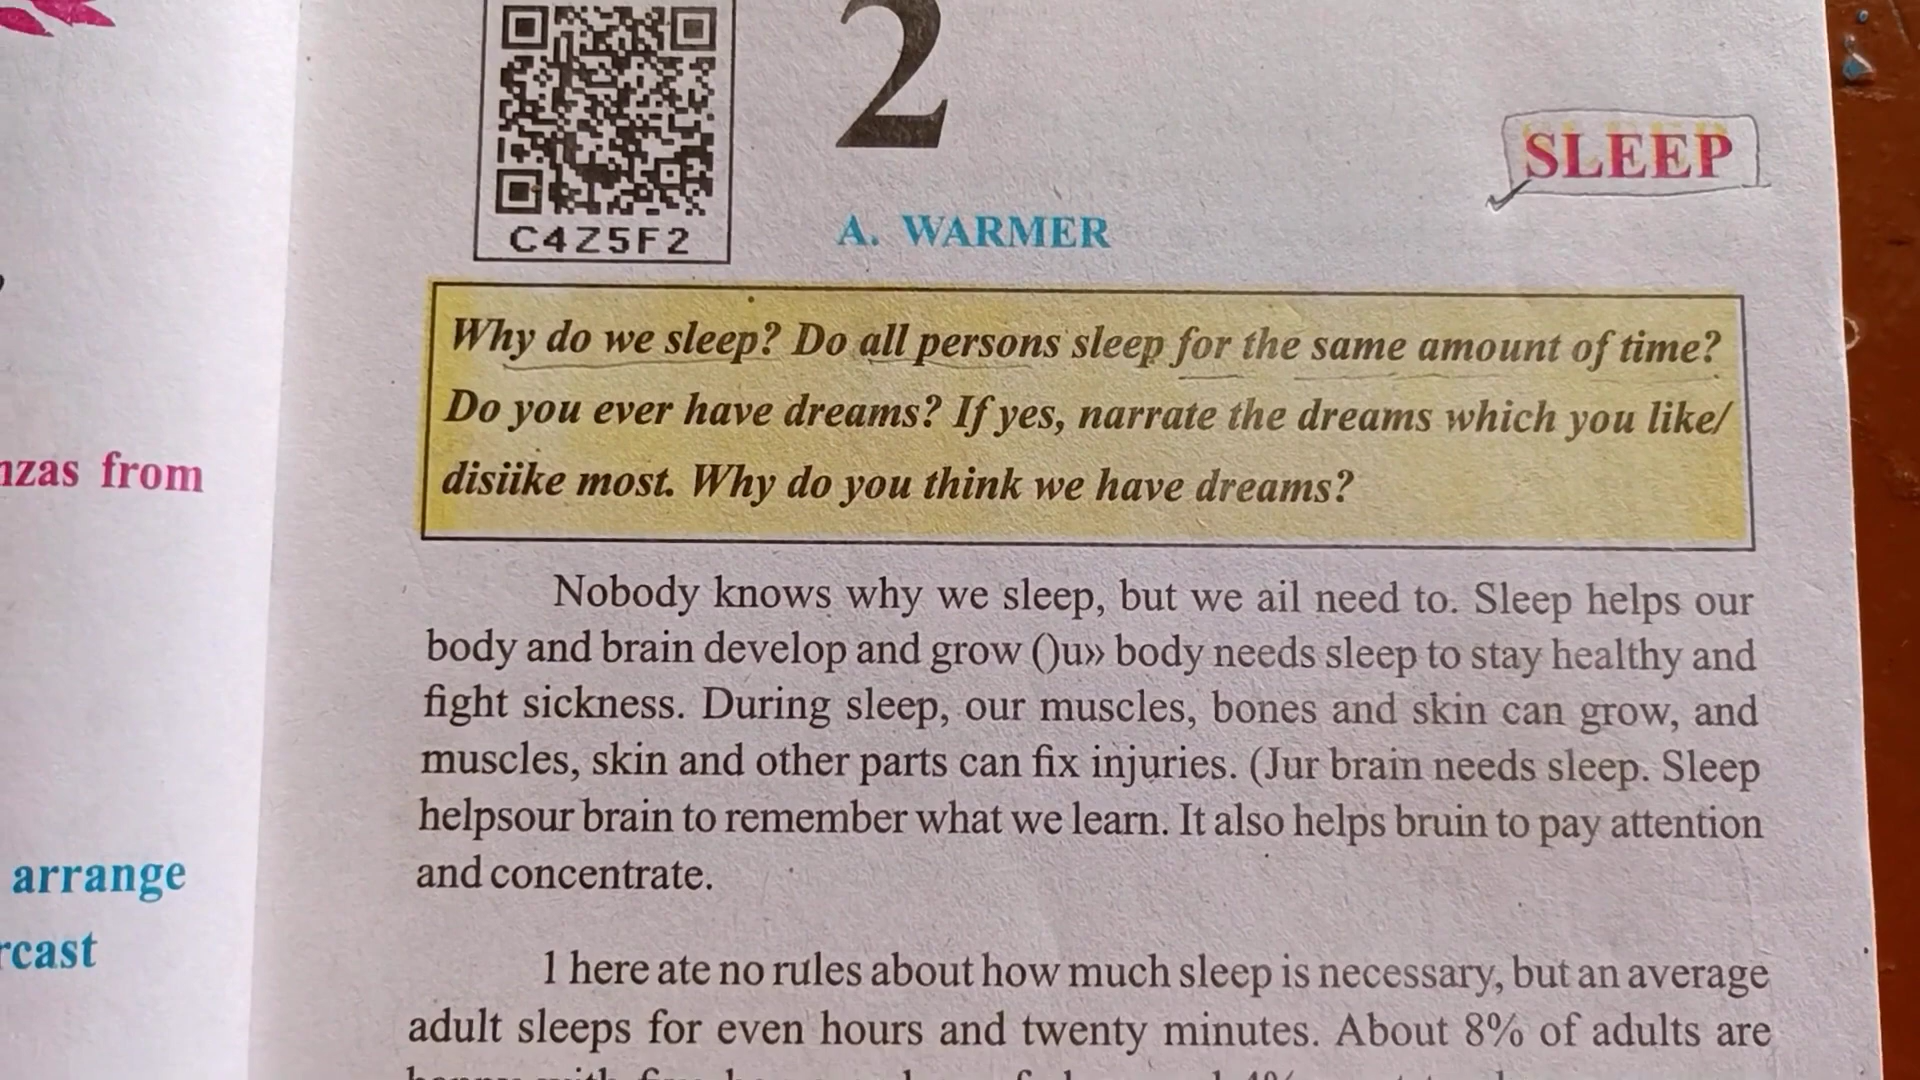 C4Z5F2
2
SLEEP
A. WARMER
Why do we sleep? Do all persons sleep for the same amount of time?
Do you ever have dreams? If yes, narrate the dreams which you like/
disiike most. Why do you think we have dreams?
Nobody knows why we sleep, but we ail need to. Sleep helps our
body and brain develop and grow ()u» body needs sleep to stay healthy and
fight sickness. During sleep, our muscles, bones and skin can grow, and
muscles, skin and other parts can fix injuries. (Jur brain needs sleep. Sleep
helpsour brain to remember what we learn. It also helps bruin to pay attention
and concentrate.
1 here ate no rules about how much sleep is necessary, but an average
adult sleeps for even hours and twenty minutes. About 8% of adults are
from
arrange